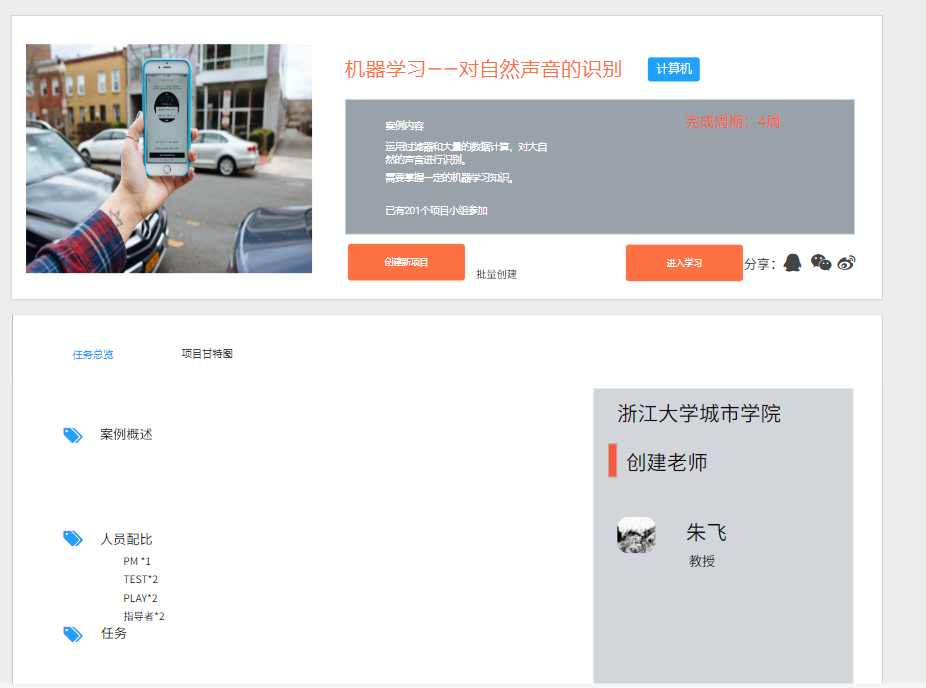 机器学习——对自然声音的识别
计算机
案例内容
完成周期：4周
运用过滤器和大量的数据计算，对大自
然的声音进行识别。
需要掌握一定的机器学习知识。
已有201个项目小组参加
创建新项目
批量创建
进入学习
分享：
任务总览
项目甘特图
案例概述
人员配比
PM *1
TEST*2
PLAY*2
指导者*2
任务
浙江大学城市学院
创建老师
朱飞
教授